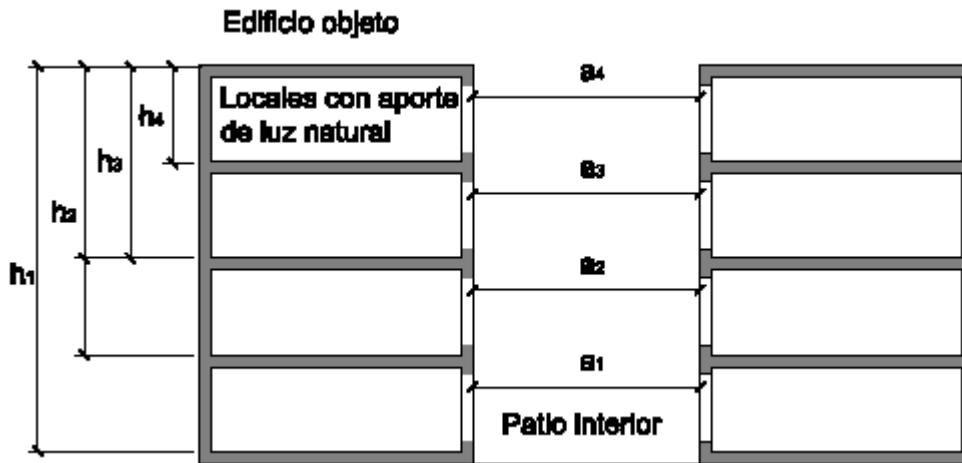 Edificio objeto
a4
Locales con aporte
de luz natural
h4
h3
a3
h2
h1
a2
a1
Patio interior